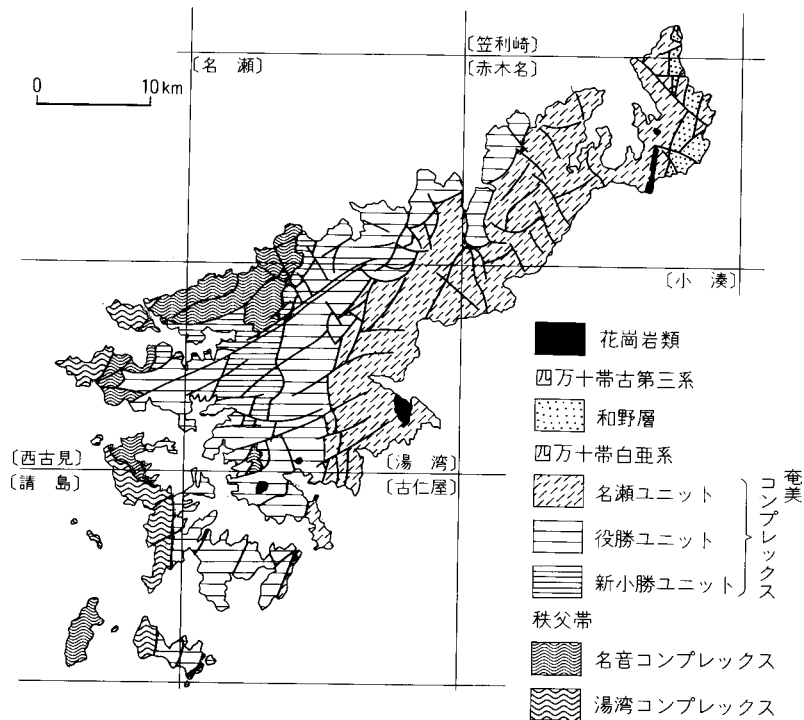 〔笠利崎〕
〔名 瀬〕
〔赤木名〕
0 10 km
〔小 湊〕
花崗岩類
四万十帯古第三系
和野層
四万十帯白亜系
〔西古見〕
〔湯 湾〕
〔請 島〕
〔古仁屋〕
名瀬ユニット
役勝ユニット
新小勝ユニット
奄美コンプレックス
秩父帯
名音コンプレックス
湯湾コンプレックス